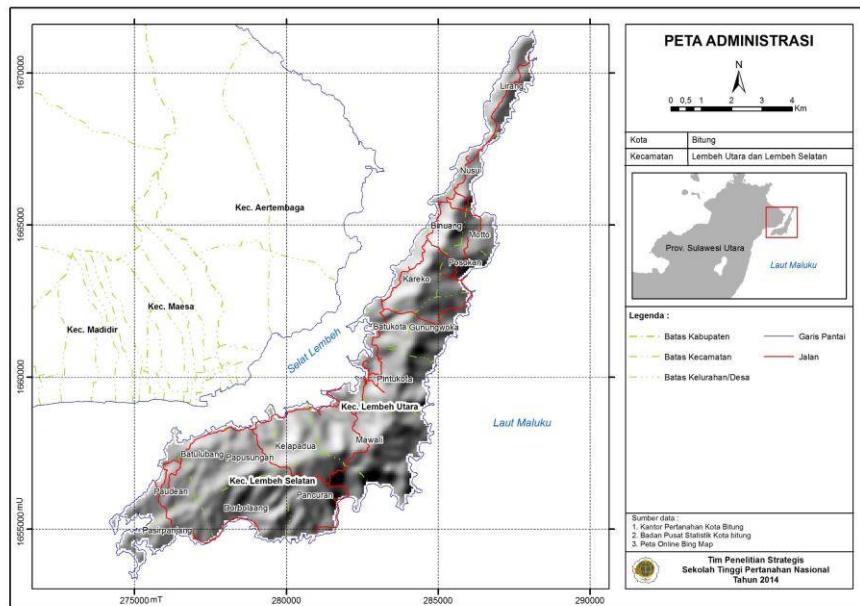 PETA ADMINISTRASI
N
0 0,5 1 2 3 4
Km
Kota Bitung
Kecamatan Lembeh Utara dan Lembeh Selatan
Prov. Sulawesi Utara
Laut Maluku
Legenda :
Batas Kabupaten
Garis Pantai
Batas Kecamatan
Jalan
Batas Kelurahan/Desa
Sumber data :
1. Kantor Pertanahan Kota Bitung
2. Badan Pusat Statistik Kota bitung
3. Peta Online Bing Map
Tim Penelitian Strategis
Sekolah Tinggi Pertanahan Nasional
Tahun 2014
1670000
1665000
1660000
1655000 mU
275000 mT
280000
285000
290000
Lirang
Nusu
Kec. Aertembaga
Binuang
Motto
Posokan
Kareko
Kec. Maesa
Kec. Madidir
Batukota
Gunungwoka
Selat Lembeh
Pintukota
Kec. Lembeh Utara
Laut Maluku
Mawali
Kelapadua
Batulubang
Papusungan
Kec. Lembeh Selatan
Paudean
Pancuran
Dorbolaang
Pasirpanjang